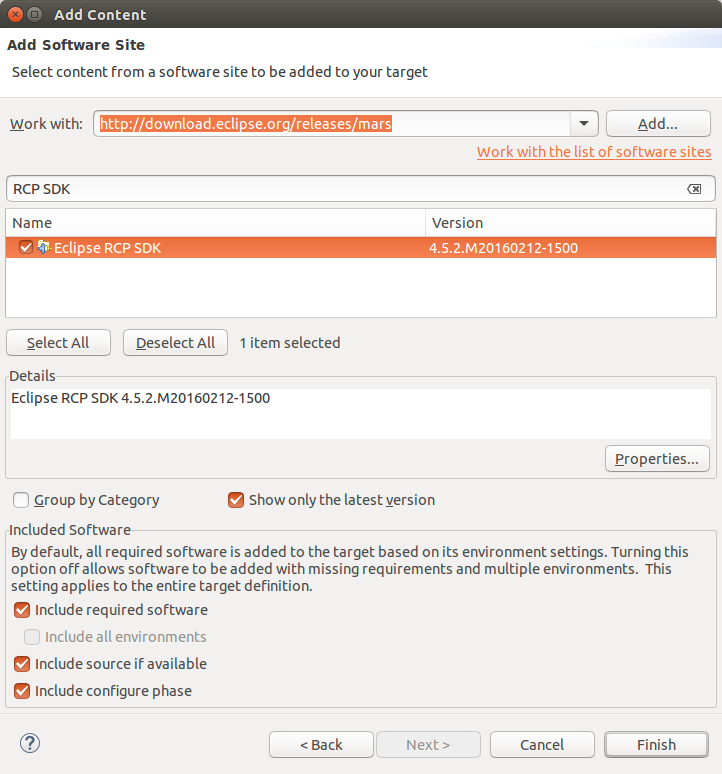 Add Content
Add Software Site
Select content from a software site to be added to your target
Work with: http://download.eclipse.org/releases/mars Add...
Work with the list of software sites
RCP SDK
Name Version
Eclipse RCP SDK 4.5.2.M20160212-1500
Select All Deselect All 1 item selected
Details
Eclipse RCP SDK 4.5.2.M20160212-1500
Properties...
Group by Category Show only the latest version
Included Software
By default, all required software is added to the target based on its environment settings. Turning this
option off allows software to be added with missing requirements and multiple environments.  This
setting applies to the entire target definition.
Include required software
Include all environments
Include source if available
Include configure phase
? < Back Next > Cancel Finish